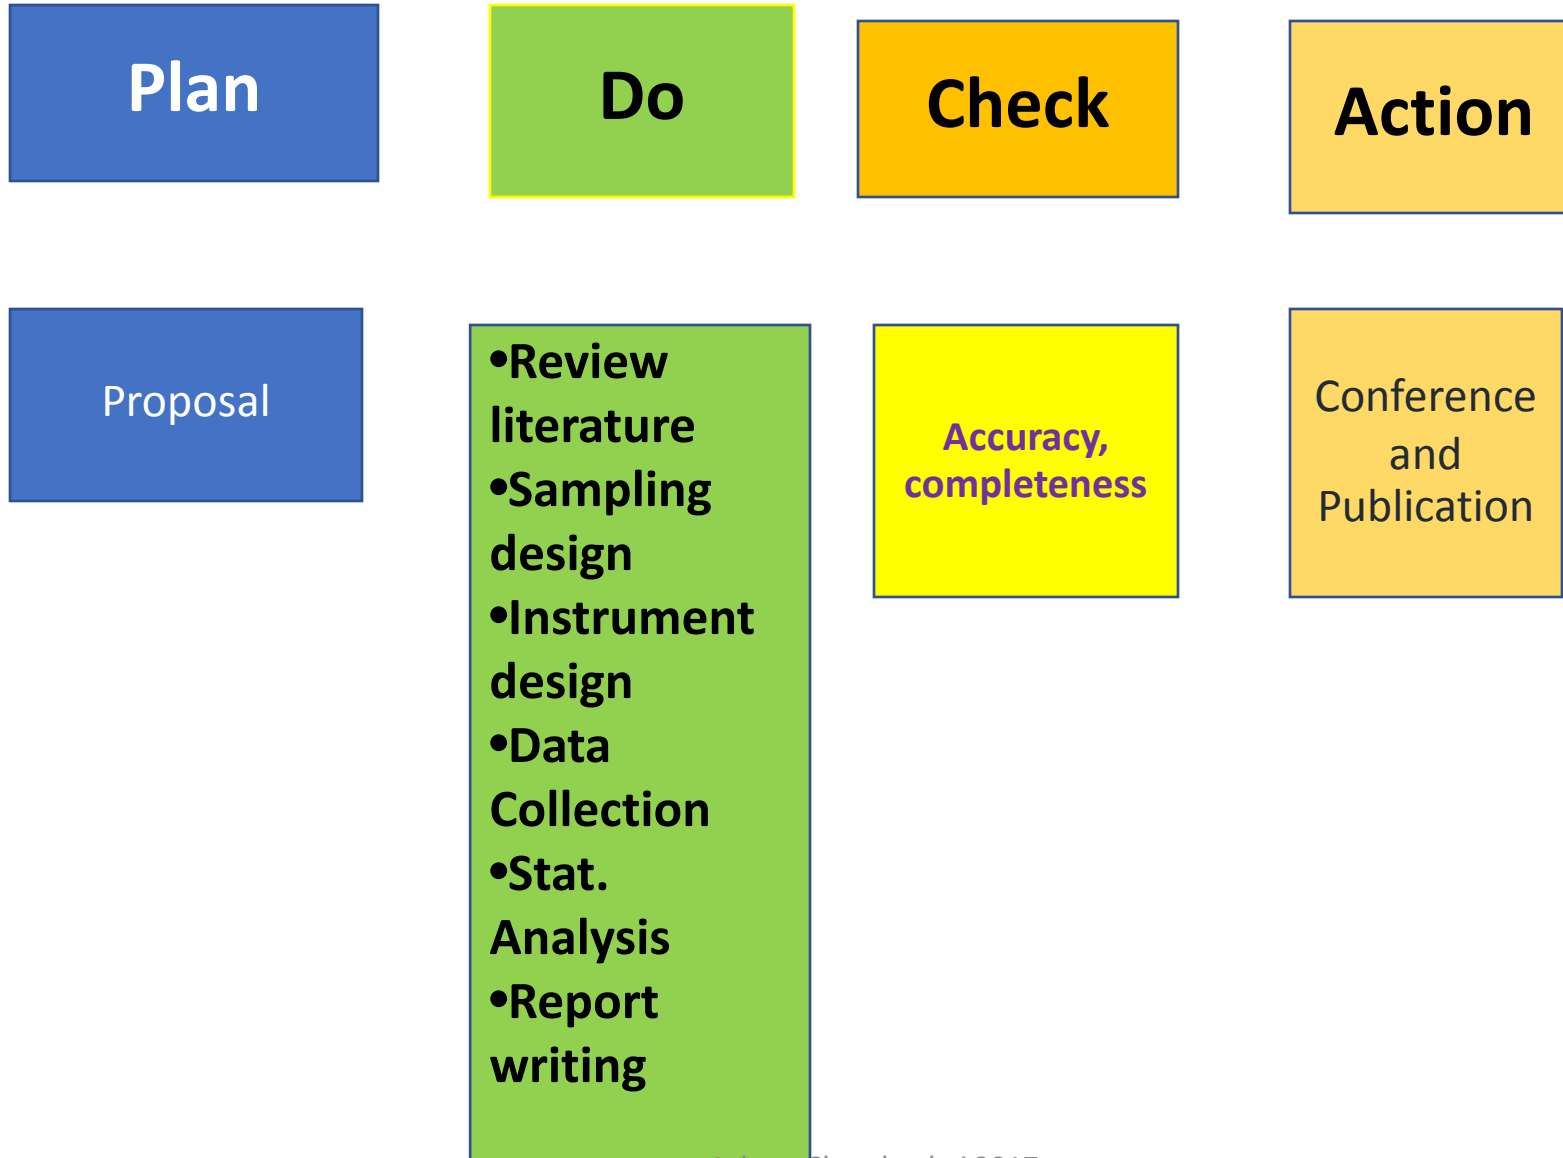 Plan
Do
Check
Action
Proposal
•Review
literature
•Sampling
design
•Instrument
design
•Data
Collection
•Stat.
Analysis
•Report
writing
Accuracy,
completeness
Conference
and
Publication